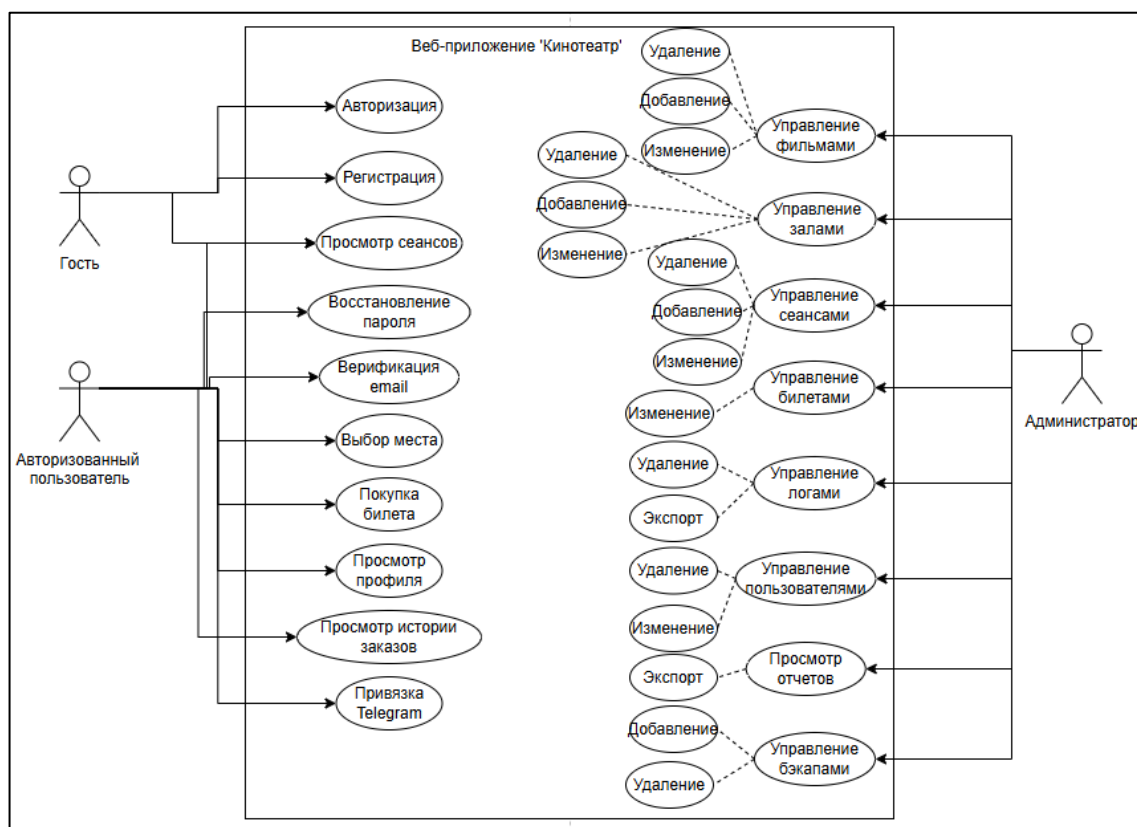 Веб-приложение 'Кинотеатр'
Авторизация
Регистрация
Просмотр сеансов
Восстановление
пароля
Верификация
email
Выбор места
Покупка
билета
Просмотр
профиля
Просмотр истории
заказов
Привязка
Telegram
Гость
Авторизованный
пользователь
Удаление
Добавление
Изменение
Управление
фильмами
Удаление
Добавление
Изменение
Управление
залами
Удаление
Добавление
Изменение
Управление
сеансами
Изменение
Управление
билетами
Удаление
Экспорт
Управление
логами
Удаление
Изменение
Управление
пользователями
Экспорт
Просмотр
отчетов
Добавление
Удаление
Управление
бэкапами
Администратор